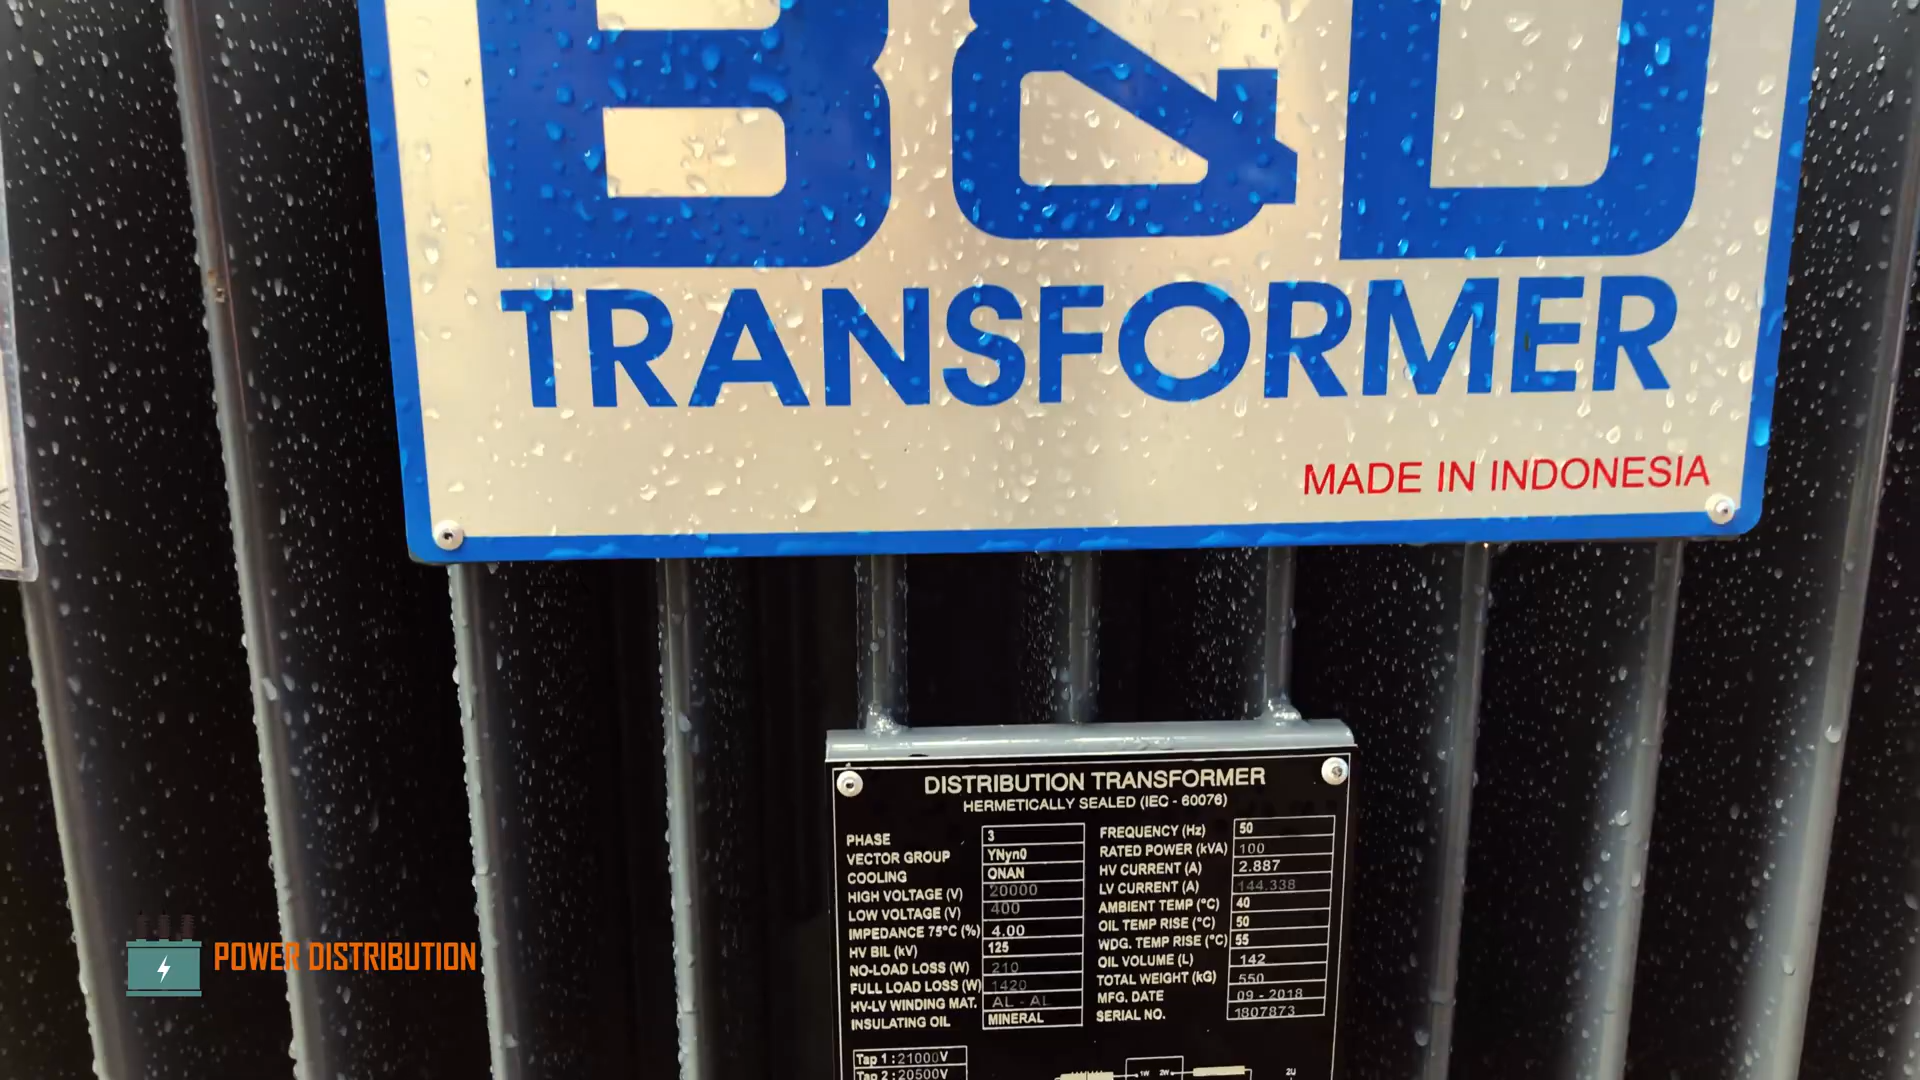 B&D
TRANSFORMER
MADE IN INDONESIA
DISTRIBUTION TRANSFORMER
HERMETICALLY SEALED (IEC - 60076)
PHASE 3
VECTOR GROUP YNyn0
COOLING ONAN
HIGH VOLTAGE (V) 20000
LOW VOLTAGE (V) 400
IMPEDANCE 75°C (%) 4.00
HV BIL (kV) 125
NO-LOAD LOSS (W) 210
FULL LOAD LOSS (W) 1420
HV-LV WINDING MAT. AL - AL
INSULATING OIL MINERAL
FREQUENCY (Hz) 50
RATED POWER (kVA) 100
HV CURRENT (A) 2.887
LV CURRENT (A) 144.338
AMBIENT TEMP (°C) 40
OIL TEMP RISE (°C) 50
WDG. TEMP RISE (°C) 55
OIL VOLUME (L) 142
TOTAL WEIGHT (kG) 550
MFG. DATE 09 - 2018
SERIAL NO. 1807873
Tap 1 : 21000V
Tap 2 : 20500V
1W 2W
2U
POWER DISTRIBUTION